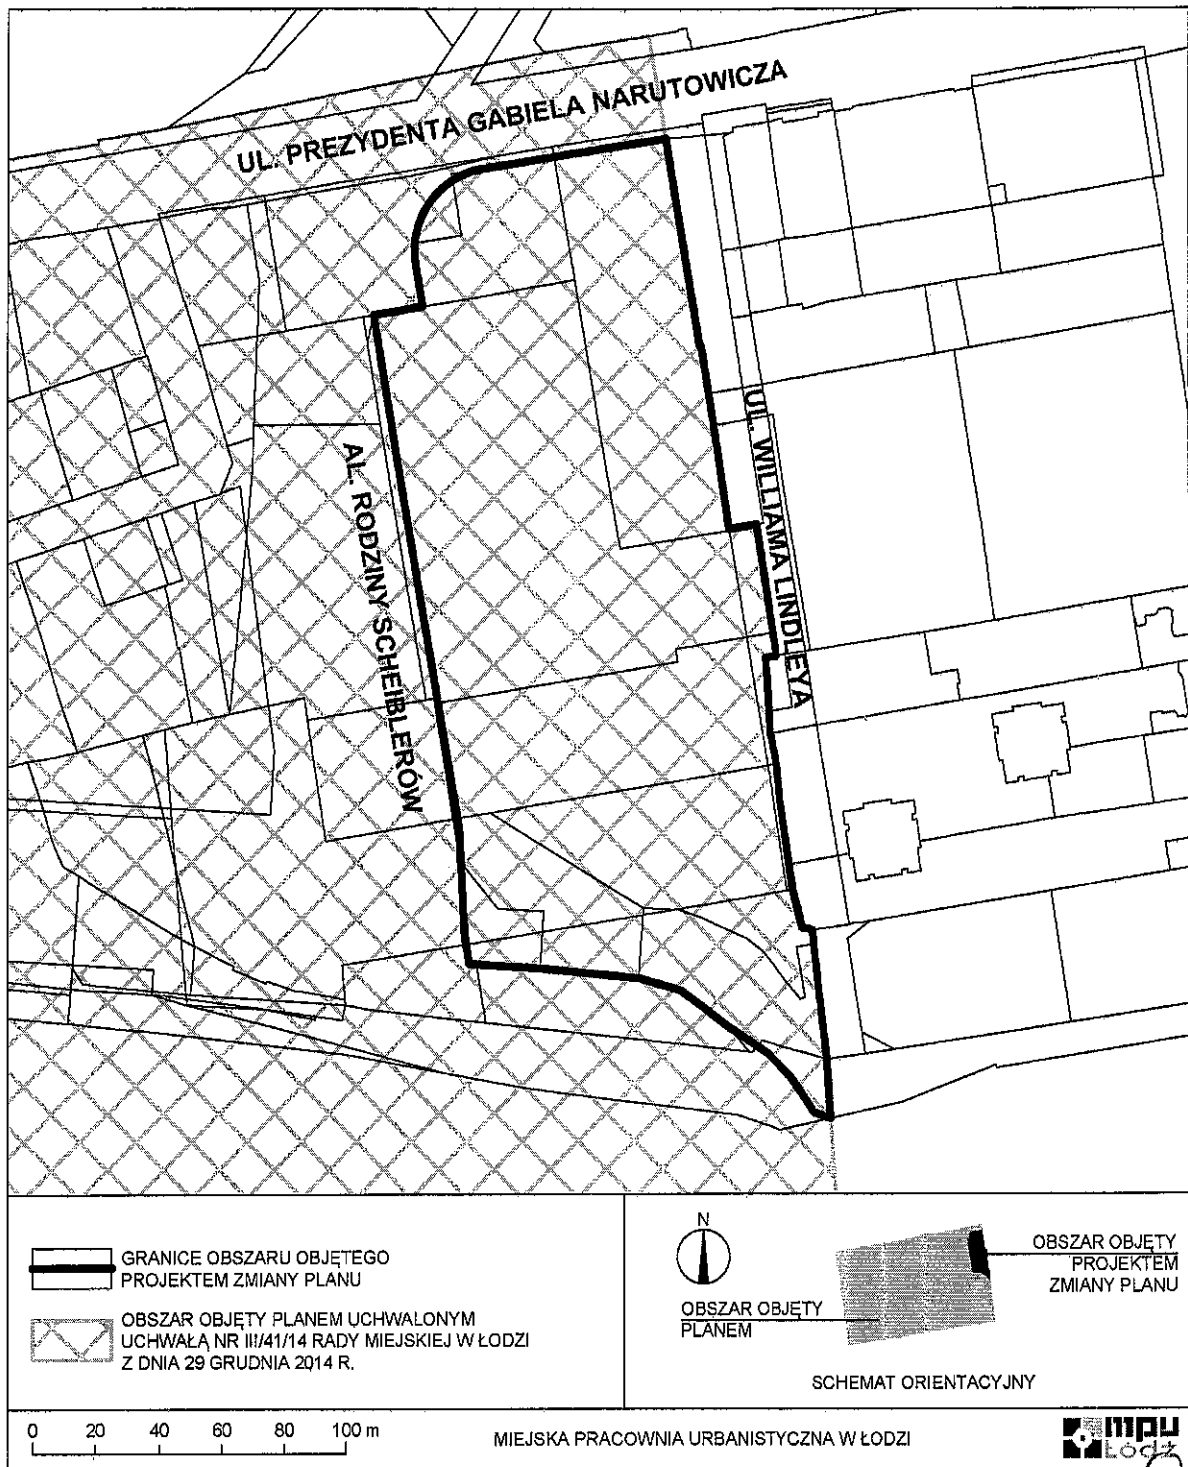 UL. PREZYDENTA GABIELA NARUTOWICZA
UL. WILLIAMA LINDLEYA
AL. RODZINY SCHEIBLERÓW
GRANICE OBSZARU OBJĘTEGO
PROJEKTEM ZMIANY PLANU
OBSZAR OBJĘTY PLANEM UCHWALONYM
UCHWAŁĄ NR III/41/14 RADY MIEJSKIEJ W ŁODZI
Z DNIA 29 GRUDNIA 2014 R.
N
OBSZAR OBJĘTY
PLANEM
OBSZAR OBJĘTY
PROJEKTEM
ZMIANY PLANU
SCHEMAT ORIENTACYJNY
0 20 40 60 80 100 m
MIEJSKA PRACOWNIA URBANISTYCZNA W ŁODZI
mpu
Łódź